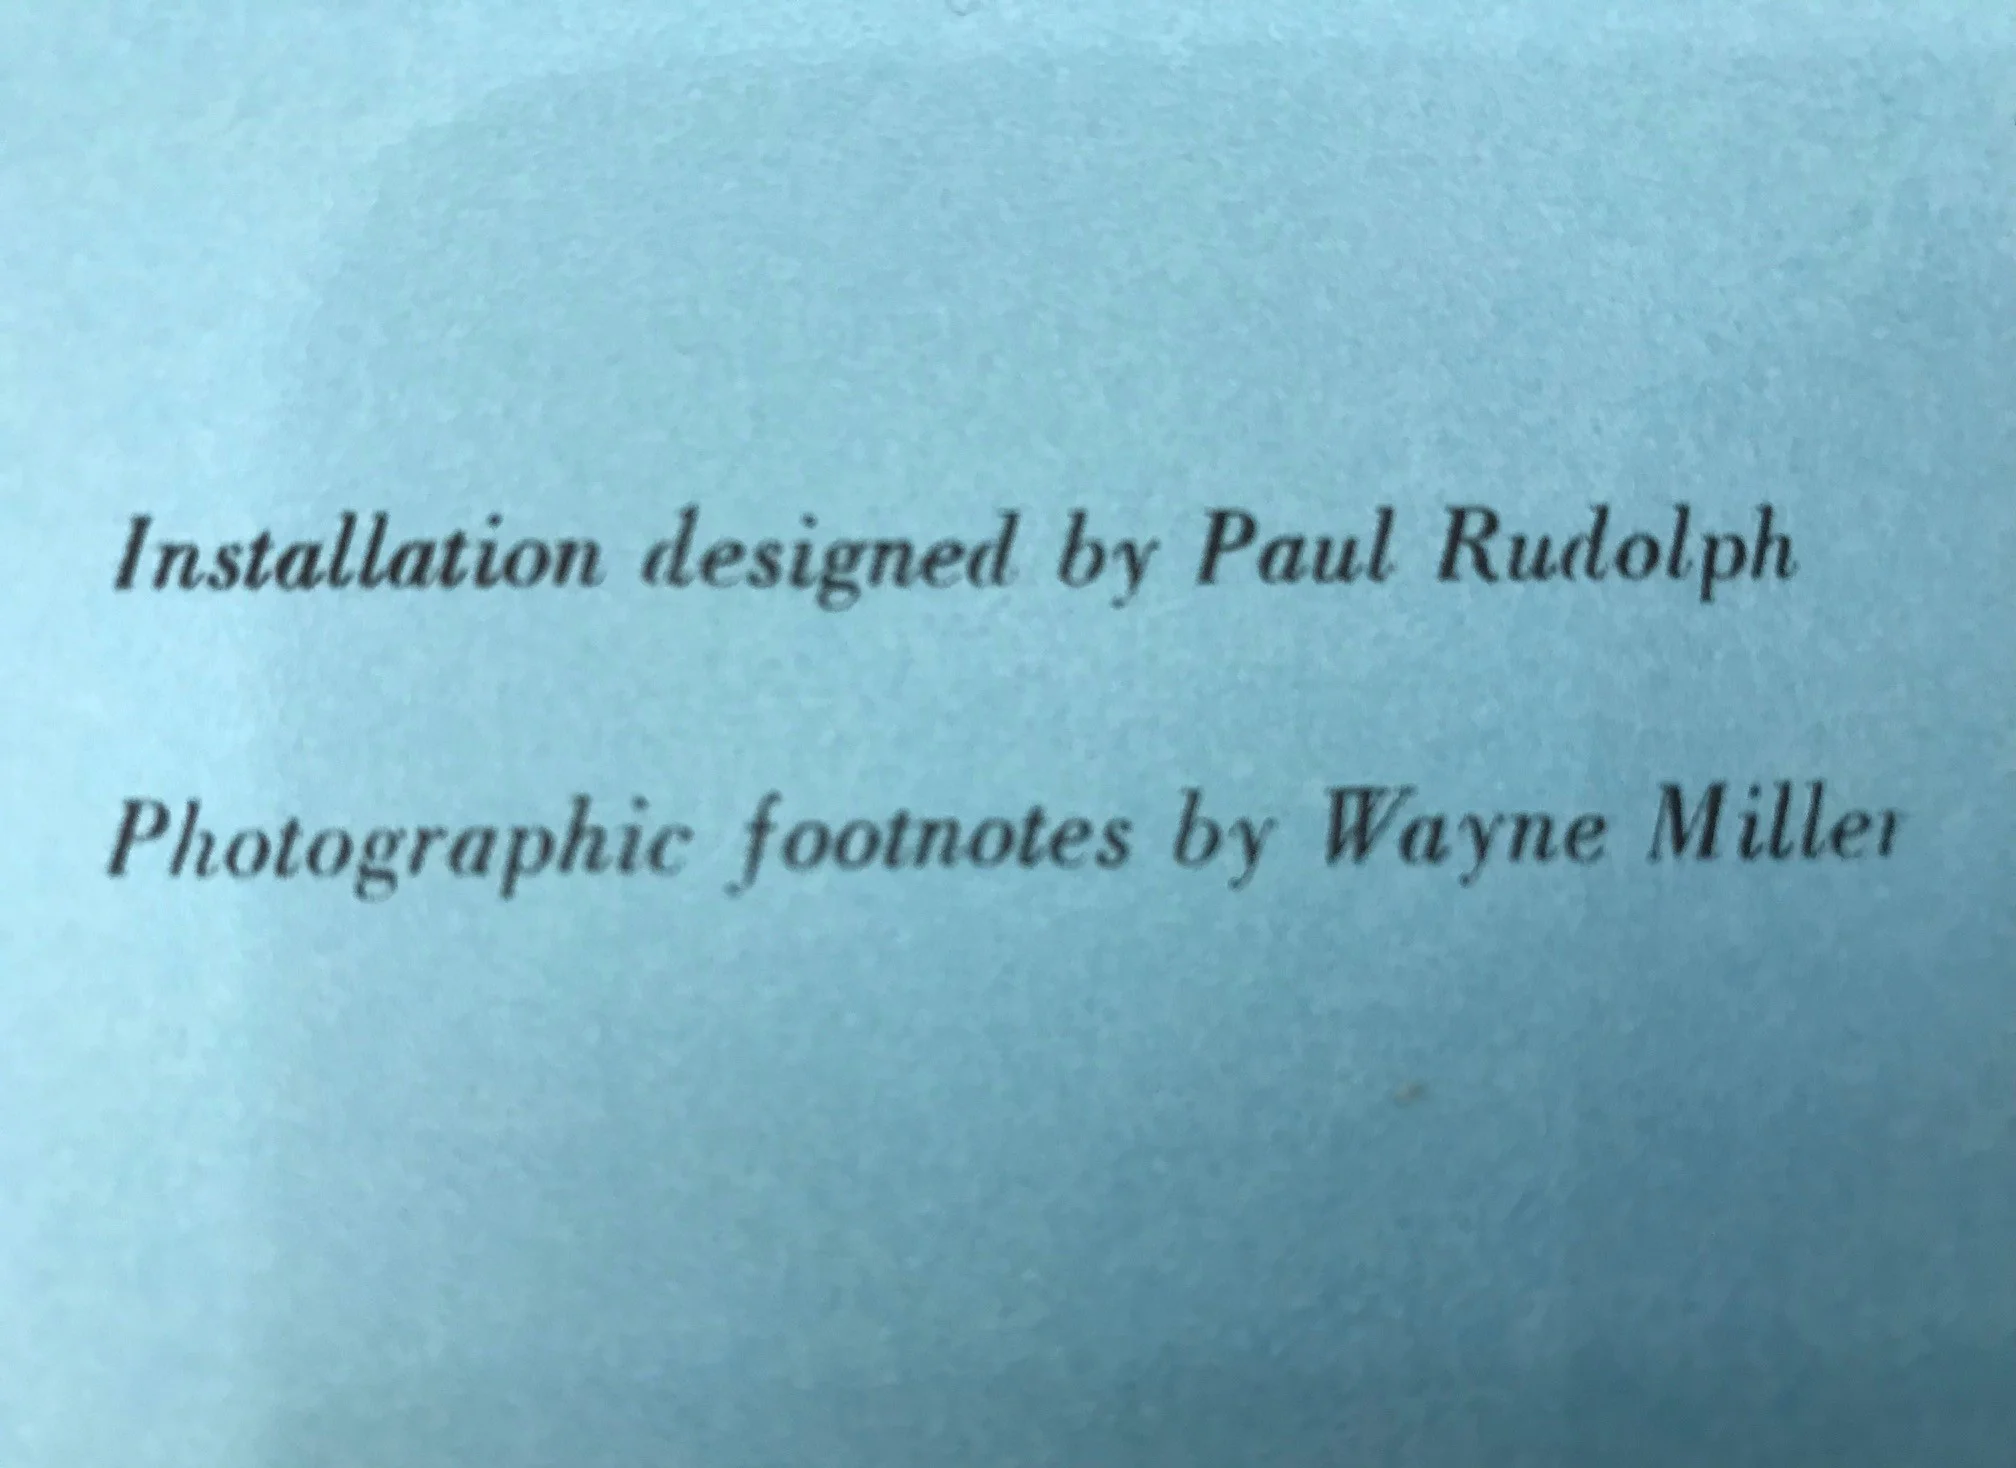 Installation designed by Paul Rudolph
Photographic footnotes by Wayne Miller